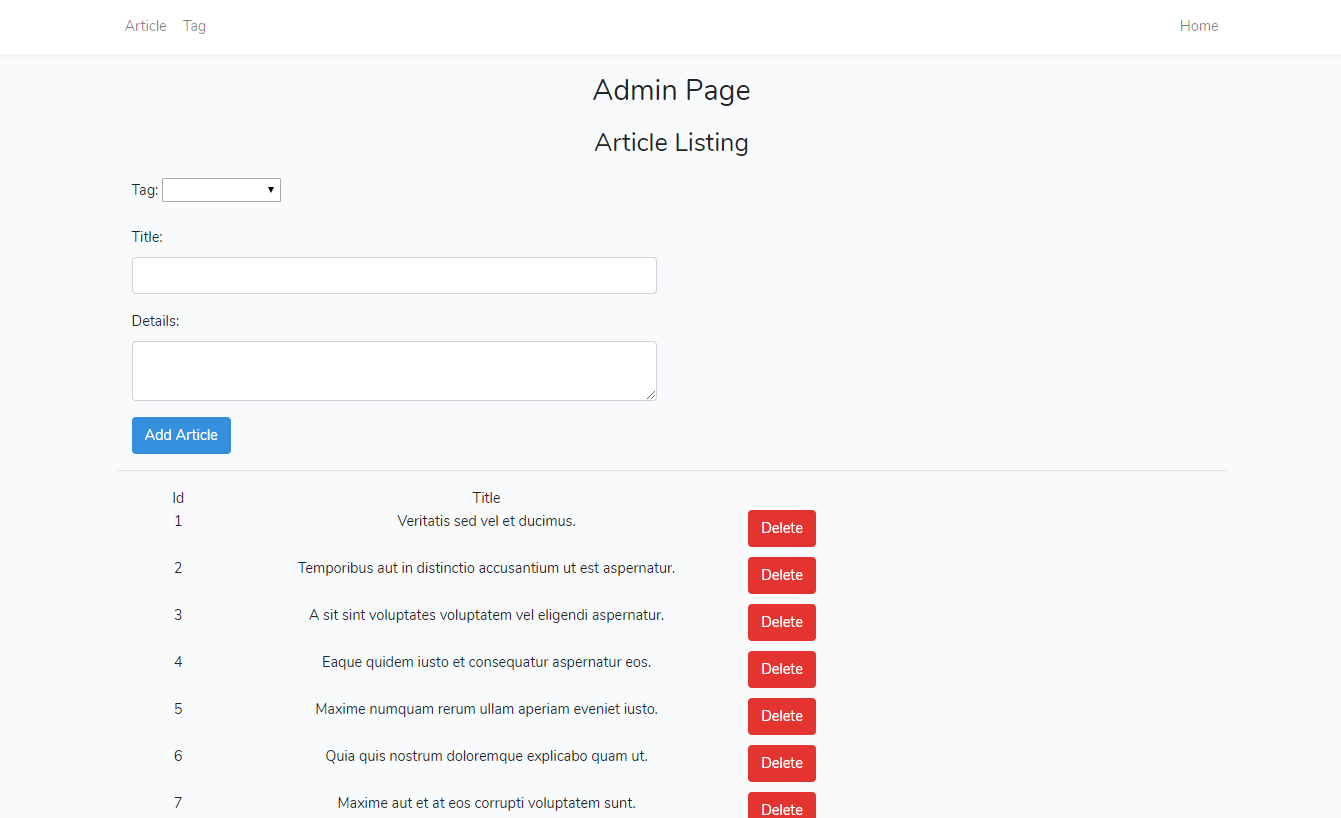 Article Tag Home
Admin Page
Article Listing
Tag:
Title:
Details:
Add Article
Id Title
1 Veritatis sed vel et ducimus. Delete
2 Temporibus aut in distinctio accusantium ut est aspernatur. Delete
3 A sit sint voluptates voluptatem vel eligendi aspernatur. Delete
4 Eaque quidem iusto et consequatur aspernatur eos. Delete
5 Maxime numquam rerum ullam aperiam eveniet iusto. Delete
6 Quia quis nostrum doloremque explicabo quam ut. Delete
7 Maxime aut et at eos corrupti voluptatem sunt. Delete